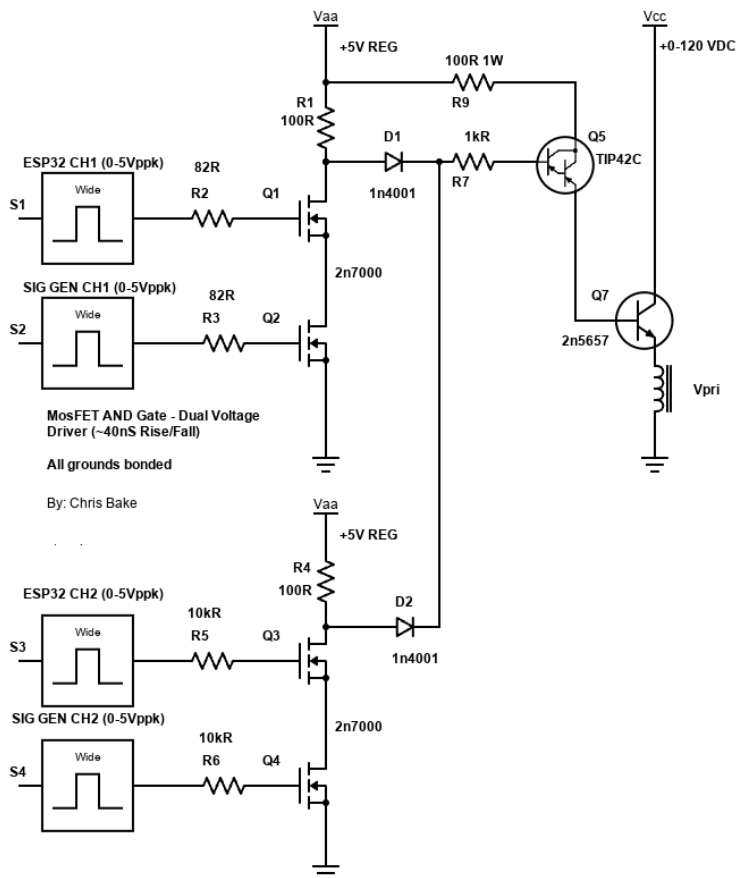 Vaa
Vcc
+5V REG
+0-120 VDC
100R 1W
R9
R1
100R
D1
1kR
Q5
TIP42C
ESP32 CH1 (0-5Vppk)
82R
Wide
R2
Q1
1n4001
R7
S1
2n7000
SIG GEN CH1 (0-5Vppk)
82R
Wide
R3
Q2
Q7
2n5657
S2
Vpri
MosFET AND Gate - Dual Voltage
Driver (~40nS Rise/Fall)
All grounds bonded
By: Chris Bake
Vaa
+5V REG
R4
100R
ESP32 CH2 (0-5Vppk)
D2
10kR
Wide
R5
Q3
1n4001
S3
SIG GEN CH2 (0-5Vppk)
2n7000
10kR
Wide
R6
Q4
S4